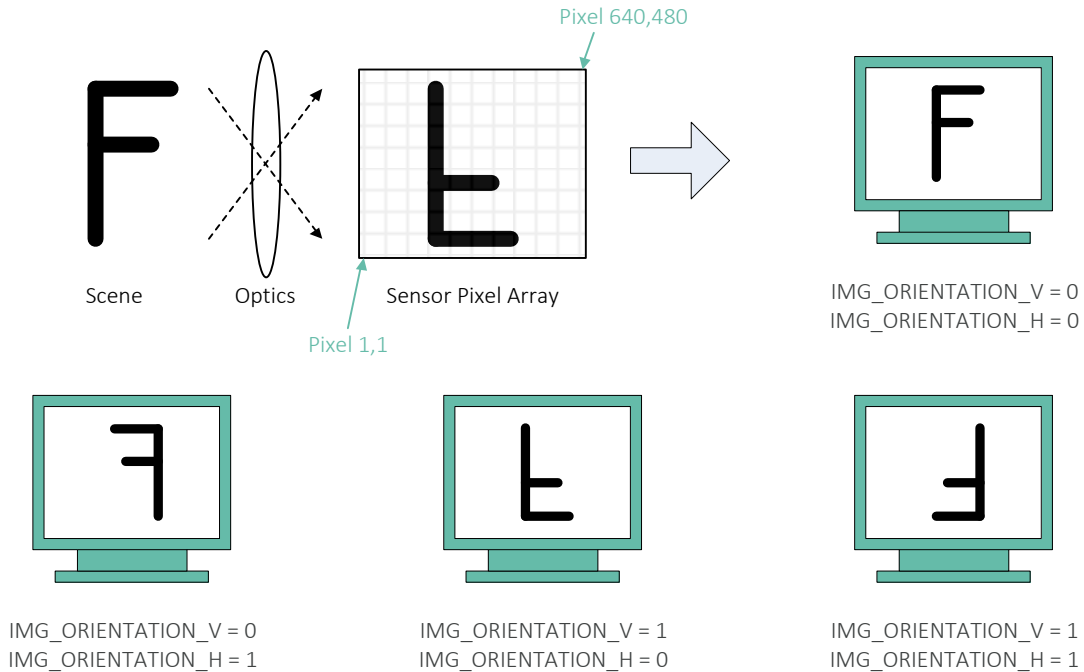 Pixel 640,480
Scene
Optics
Sensor Pixel Array
Pixel 1,1
IMG_ORIENTATION_V = 0
IMG_ORIENTATION_H = 0
IMG_ORIENTATION_V = 0
IMG_ORIENTATION_H = 1
IMG_ORIENTATION_V = 1
IMG_ORIENTATION_H = 0
IMG_ORIENTATION_V = 1
IMG_ORIENTATION_H = 1